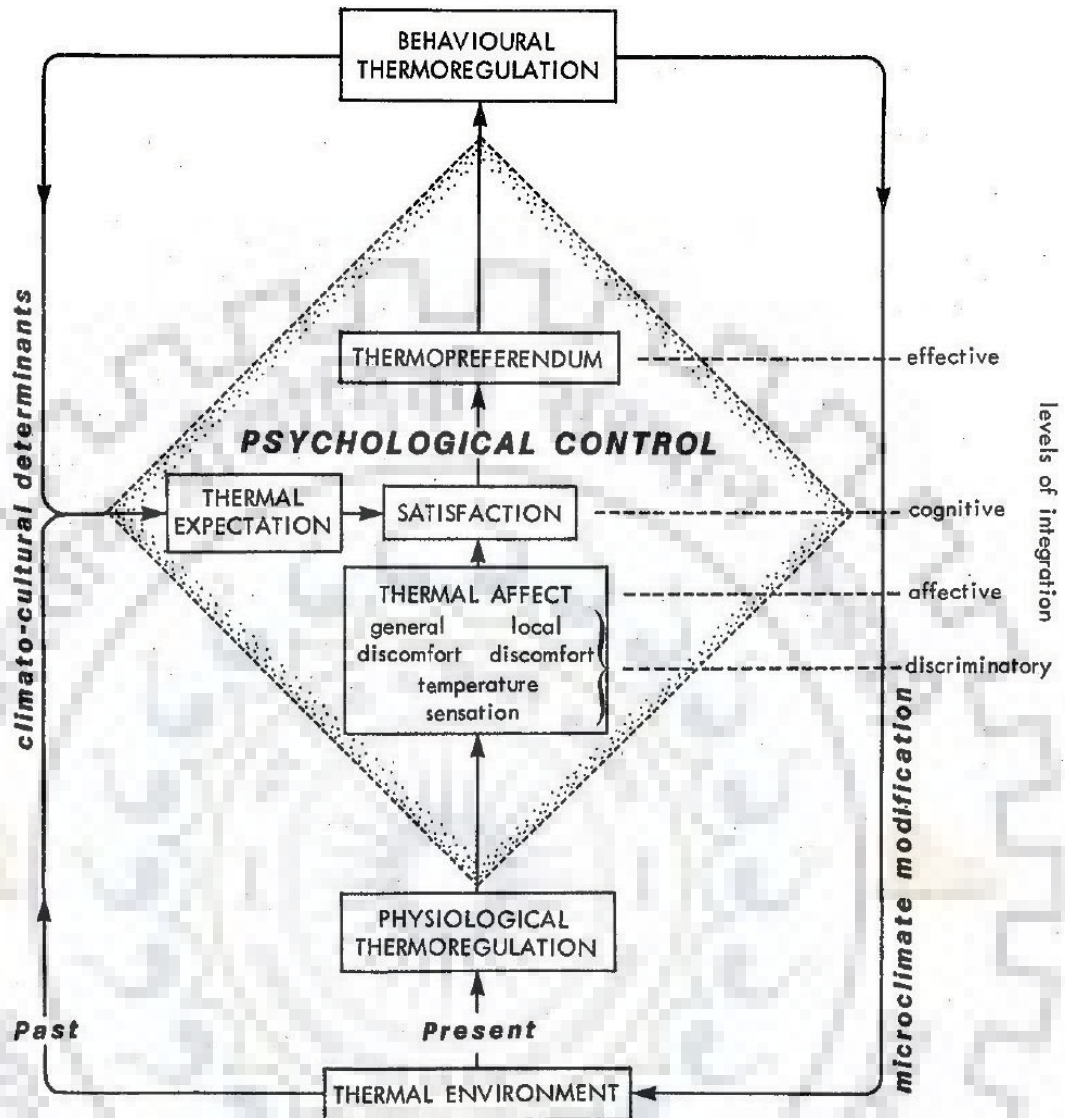 BEHAVIOURAL
THERMOREGULATION
climato-cultural determinants
THERMOPREFERENDUM
effective
PSYCHOLOGICAL CONTROL
THERMAL
EXPECTATION
SATISFACTION
cognitive
levels of integration
THERMAL AFFECT
affective
general local
discomfort discomfort
discriminatory
temperature
sensation
microclimate modification
PHYSIOLOGICAL
THERMOREGULATION
Past
Present
THERMAL ENVIRONMENT